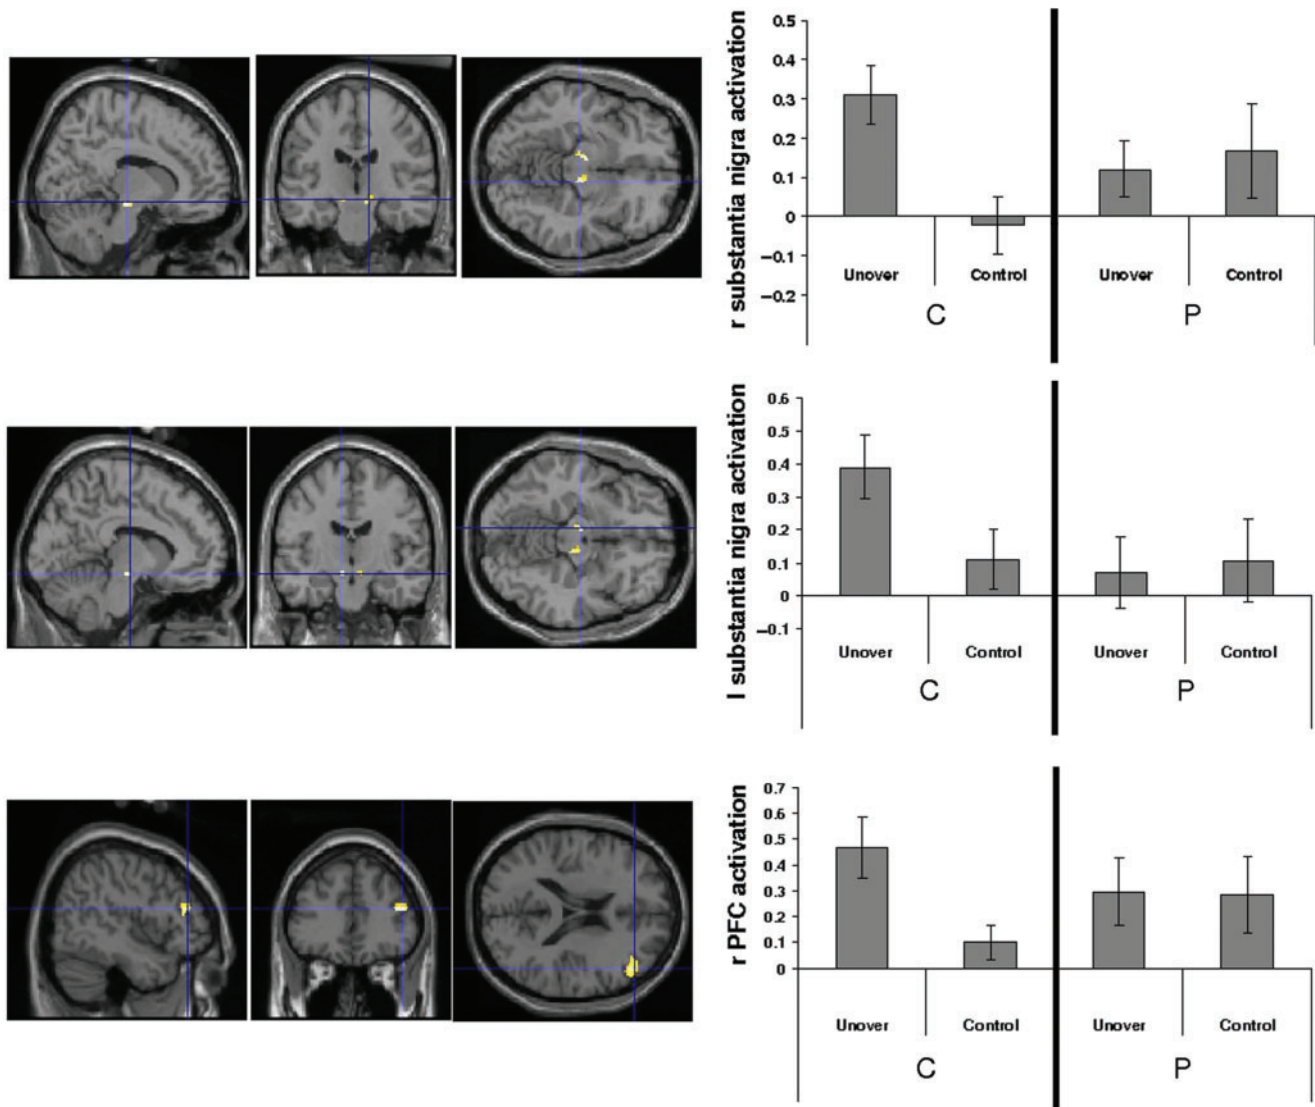 r substantia nigra activation
0.5
0.4
0.3
0.2
0.1
0
−0.1
−0.2
Unover
Control
Unover
Control
C
P
l substantia nigra activation
0.6
0.5
0.4
0.3
0.2
0.1
0
−0.1
Unover
Control
Unover
Control
C
P
r PFC activation
0.7
0.6
0.5
0.4
0.3
0.2
0.1
0
Unover
Control
Unover
Control
C
P